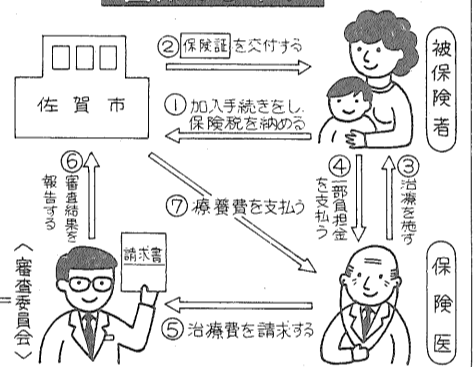 ② 保険証 を交付する
被保険者
佐賀市
① 加入手続きをし、
保険税を納める
⑥ 審査結果を
報告する
④ 一部負担金
を支払う
③ 治療を施す
⑦ 療養費を支払う
請求書
〈審査委員会〉
保険医
⑤ 治療費を請求する